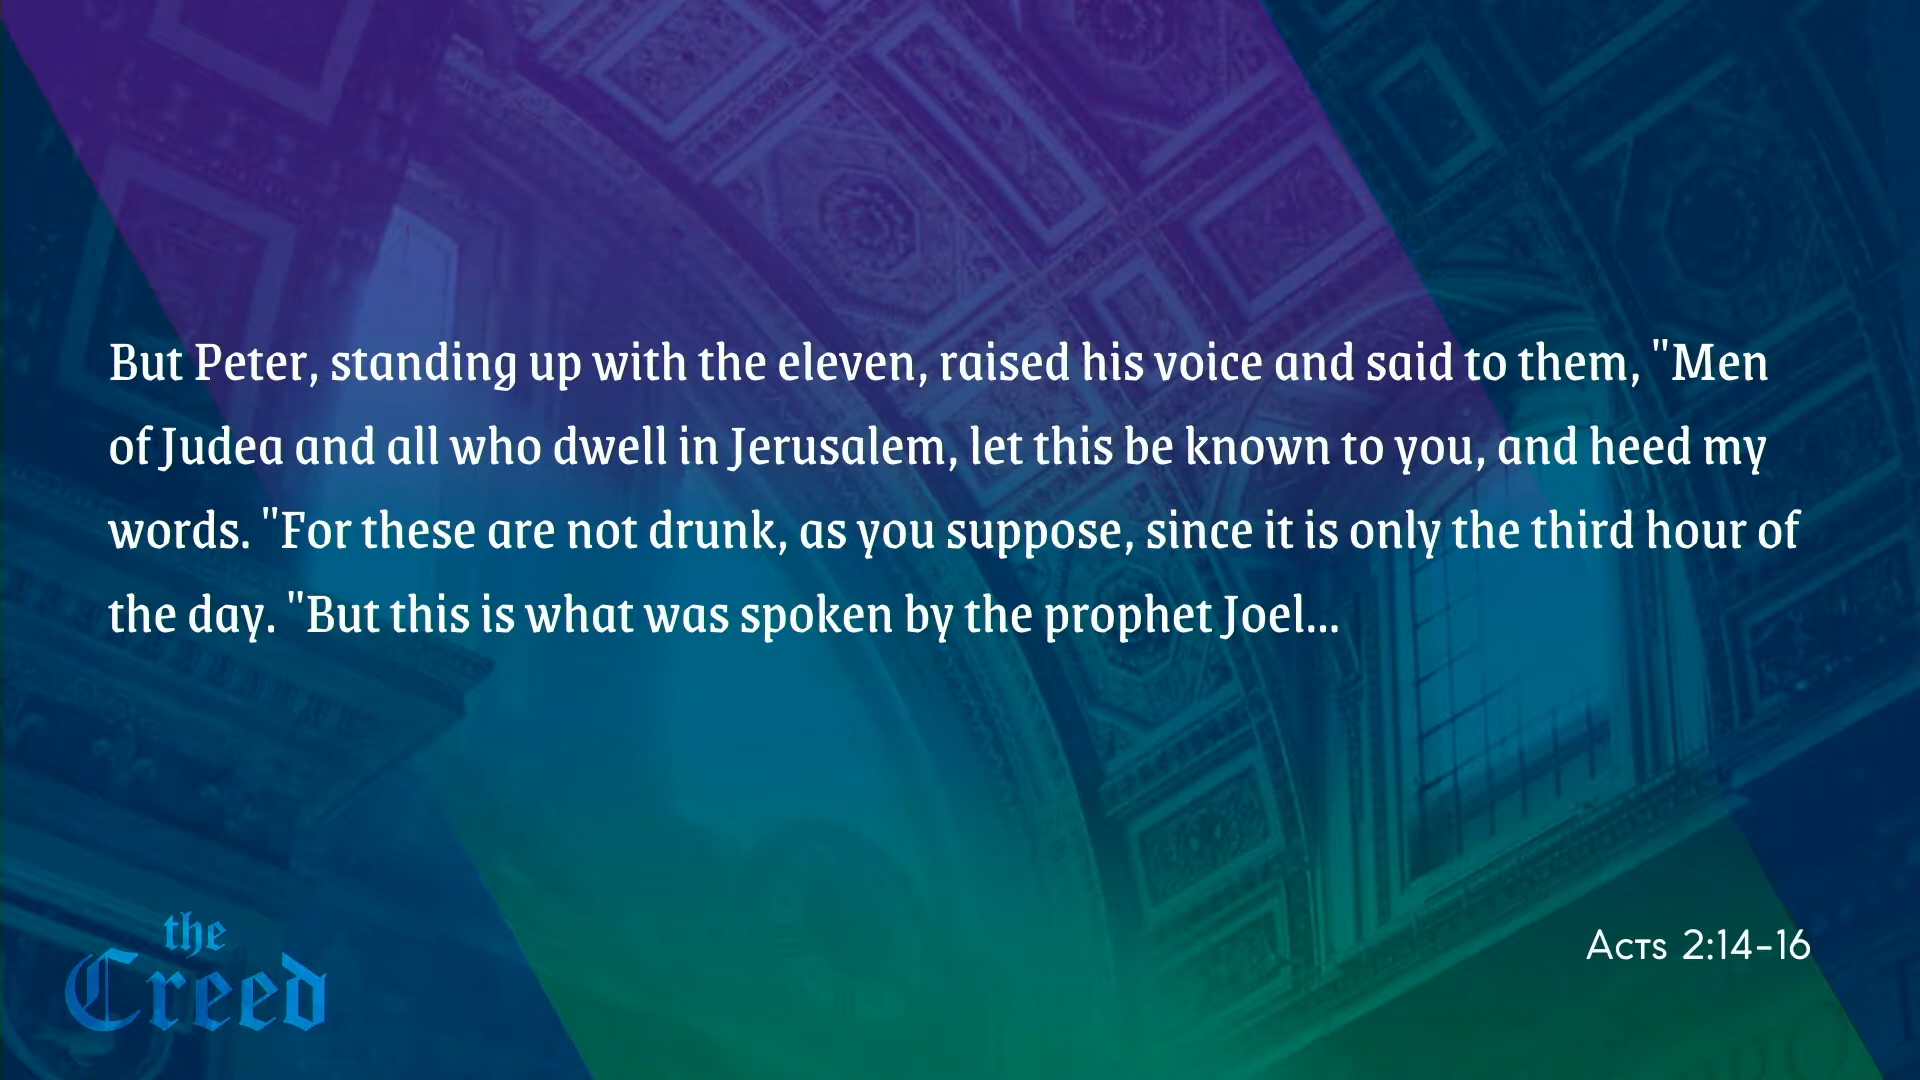 But Peter, standing up with the eleven, raised his voice and said to them, "Men
of Judea and all who dwell in Jerusalem, let this be known to you, and heed my
words. "For these are not drunk, as you suppose, since it is only the third hour of
the day. "But this is what was spoken by the prophet Joel...
the
Creed
Acts 2:14-16